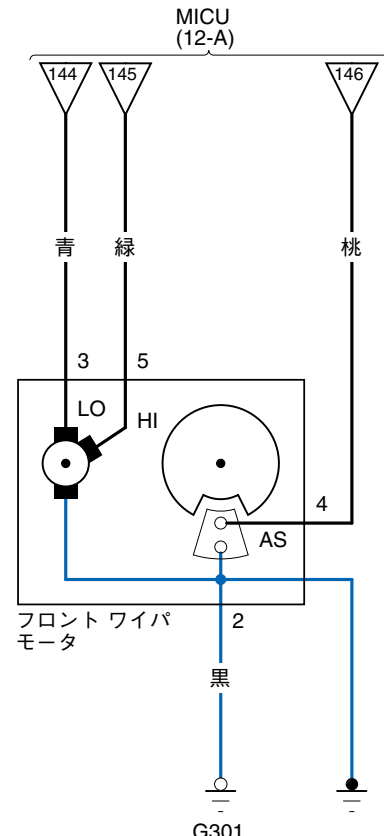 MICU
(12-A)
144 145 146
青 緑 桃
3 5
LO
HI
4
AS
フロント ワイパ
モータ
2
黒
G301